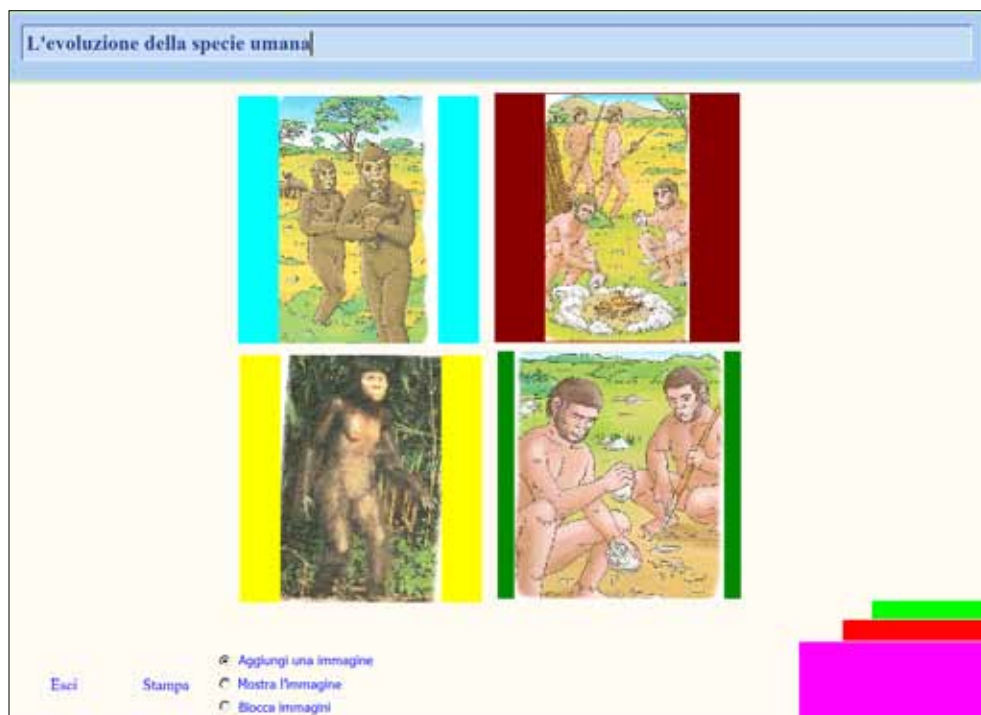 L'evoluzione della specie umana
Aggiungi una immagine
Esci Stampa Mostra l'immagine
Blocca immagini